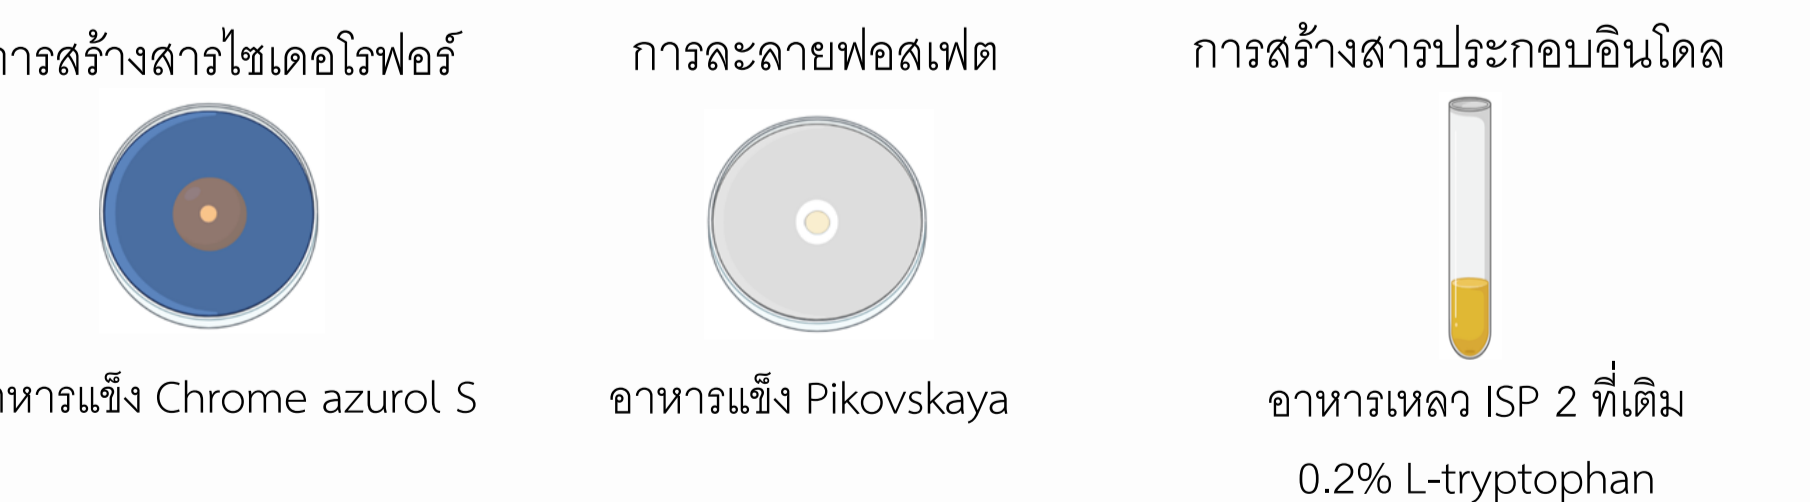 การสร้างสารไซเดอโรฟอร์
การละลายฟอสเฟต
การสร้างสารประกอบอินโดล
อาหารแข็ง Chrome azurol S
อาหารแข็ง Pikovskaya
อาหารเหลว ISP 2 ที่เติม
0.2% L-tryptophan